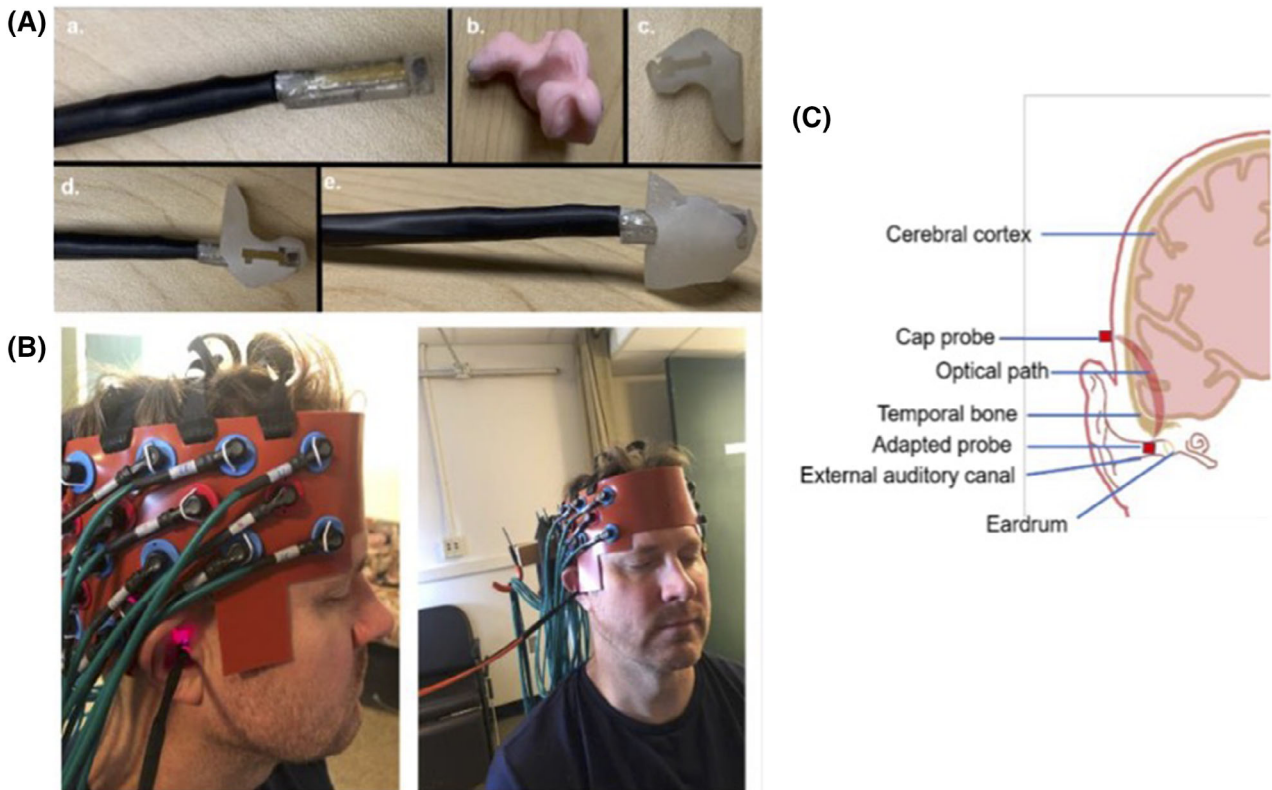 (A)
a.
b.
c.
d.
e.
(B)
(C)
Cerebral cortex
Cap probe
Optical path
Temporal bone
Adapted probe
External auditory canal
Eardrum